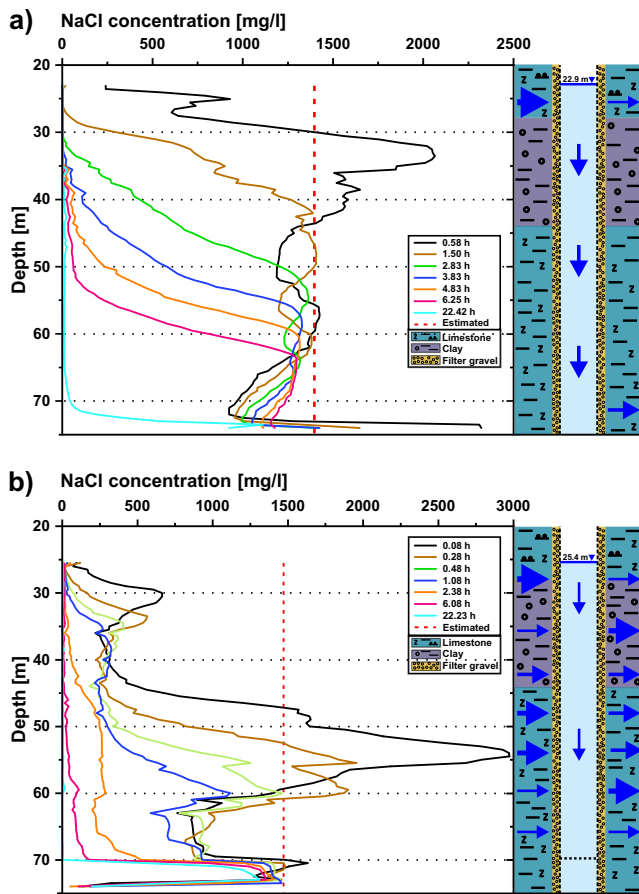 a)
NaCl concentration [mg/l]
0 500 1000 1500 2000 2500
20
30
40
50
60
70
Depth [m]
0.58 h
1.50 h
2.83 h
3.83 h
4.83 h
6.25 h
22.42 h
Estimated
Limestone
Clay
Filter gravel
22.9 m
b)
NaCl concentration [mg/l]
0 500 1000 1500 2000 2500 3000
20
30
40
50
60
70
Depth [m]
0.08 h
0.28 h
0.48 h
1.08 h
2.38 h
6.08 h
22.23 h
Estimated
Limestone
Clay
Filter gravel
25.4 m